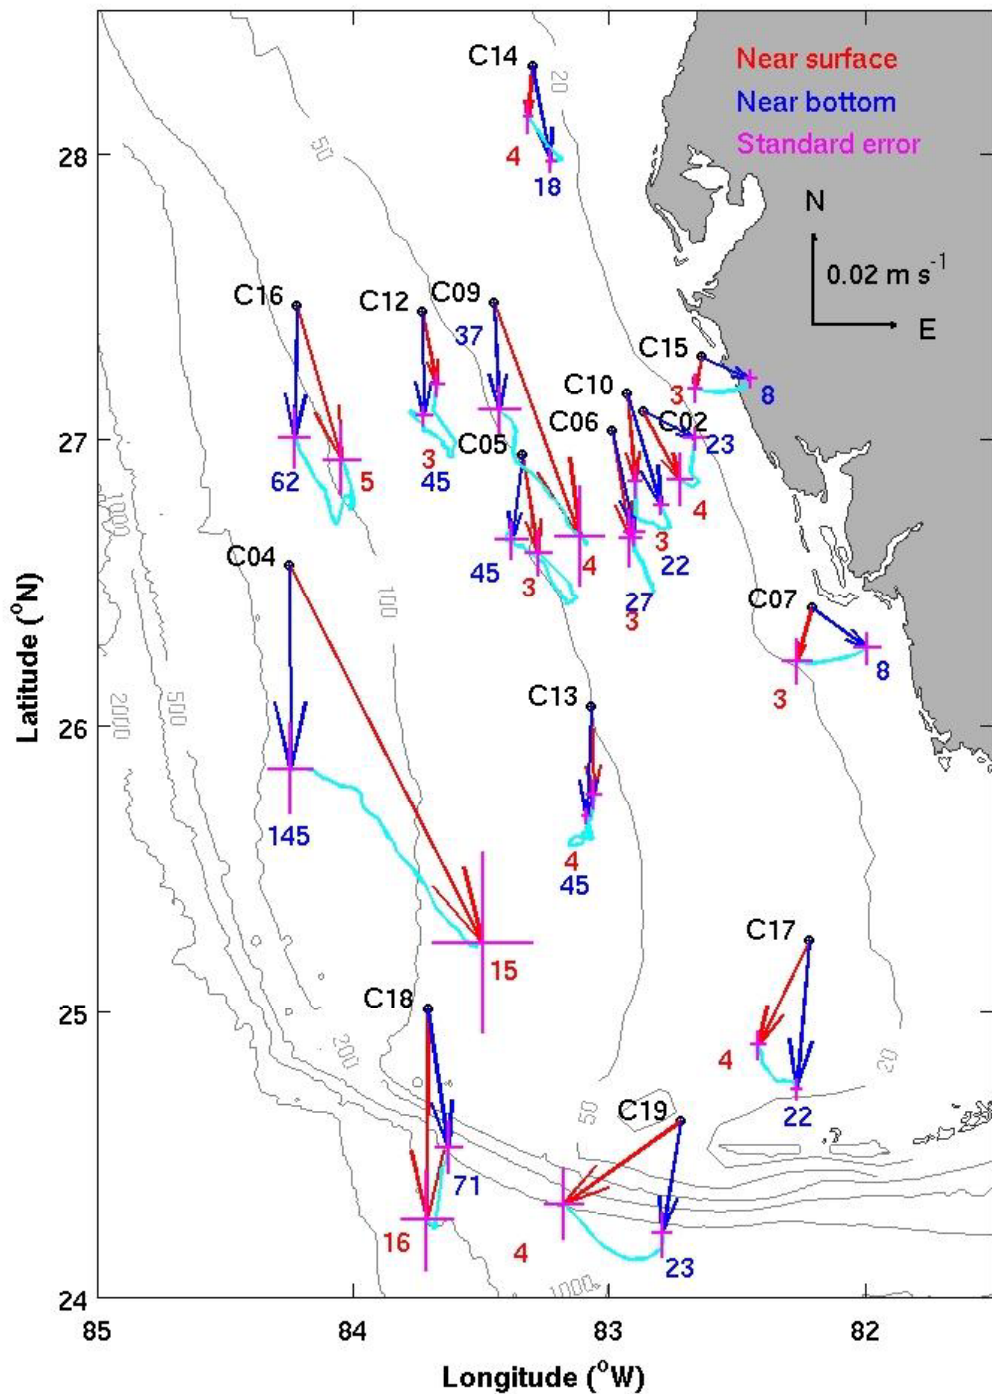 C14
20
Near surface
Near bottom
Standard error
50
28
4
18
N
0.02 m s⁻¹
E
C16
C12
C09
37
C15
3
8
C10
C06
C02
23
27
C05
62
5
3
45
4
3
22
1000
45
3
4
27
3
C04
100
C07
3
8
500
2000
C13
26
145
4
45
15
C17
C18
25
200
4
20
22
50
C19
71
16
4
23
1000
24
85
84
83
82
Latitude (°N)
Longitude (°W)